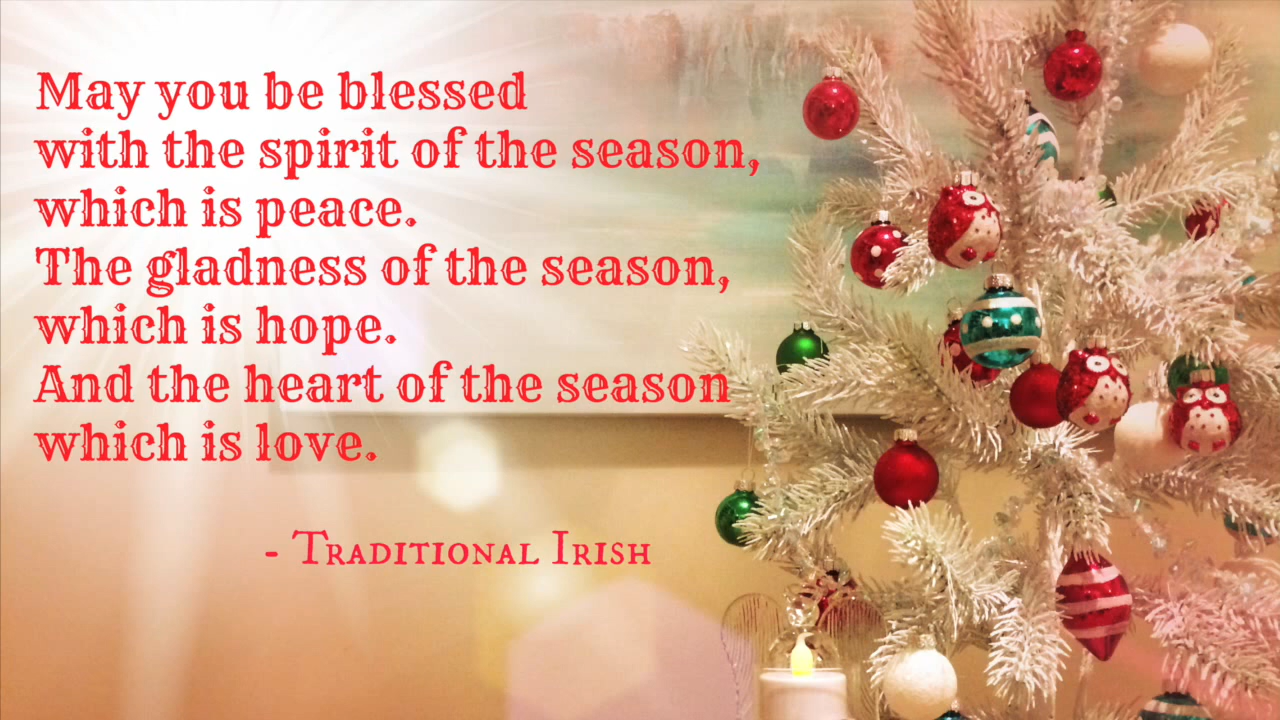 May you be blessed
with the spirit of the season,
which is peace.
The gladness of the season,
which is hope.
And the heart of the season
which is love.
- Traditional Irish